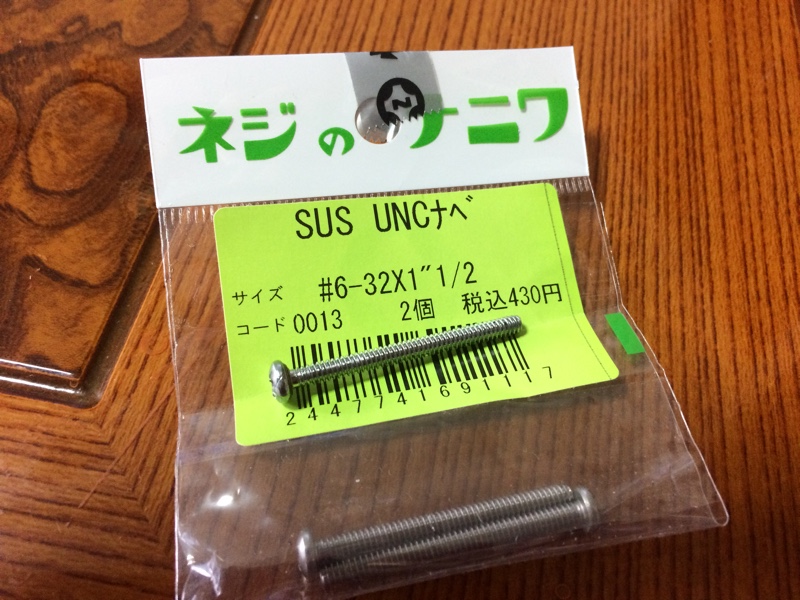 ネジのナニワ
SUS UNCナベ
サイズ #6-32X1"1/2
コード 0013 2個 税込430円
2447741691117